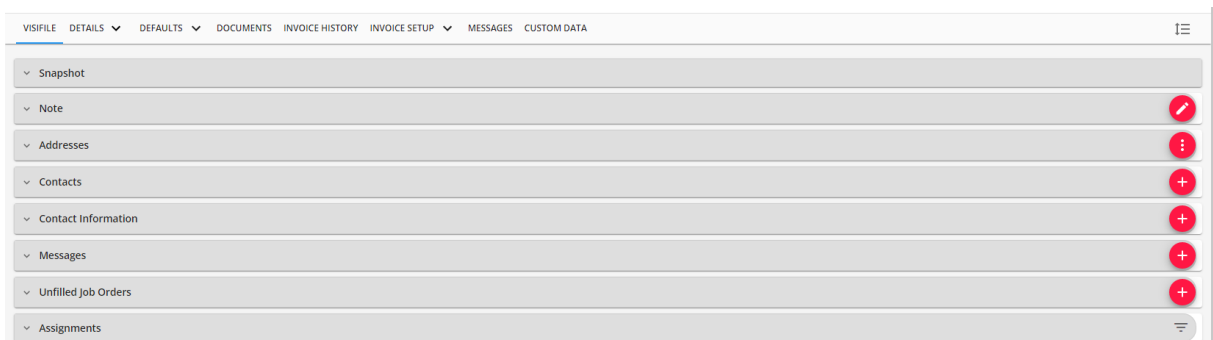 VISIFILE DETAILS DEFAULTS DOCUMENTS INVOICE HISTORY INVOICE SETUP MESSAGES CUSTOM DATA
Snapshot
Note
Addresses
Contacts
Contact Information
Messages
Unfilled Job Orders
Assignments